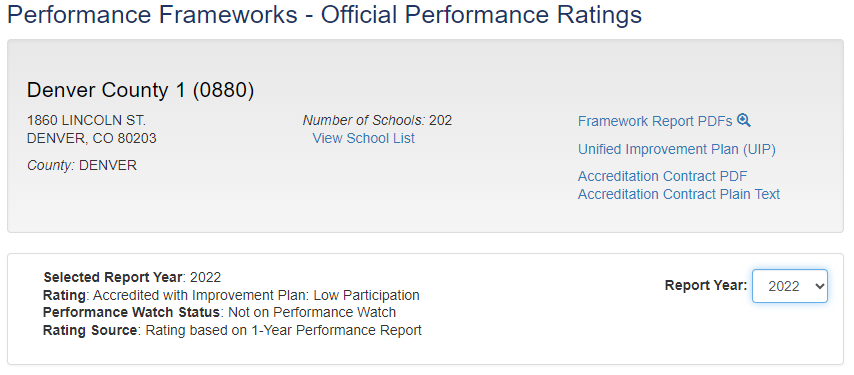 Performance Frameworks - Official Performance Ratings
Denver County 1 (0880)
1860 LINCOLN ST.
DENVER, CO 80203
County: DENVER
Number of Schools: 202
View School List
Framework Report PDFs
Unified Improvement Plan (UIP)
Accreditation Contract PDF
Accreditation Contract Plain Text
Selected Report Year: 2022
Rating: Accredited with Improvement Plan: Low Participation
Performance Watch Status: Not on Performance Watch
Rating Source: Rating based on 1-Year Performance Report
Report Year: 2022